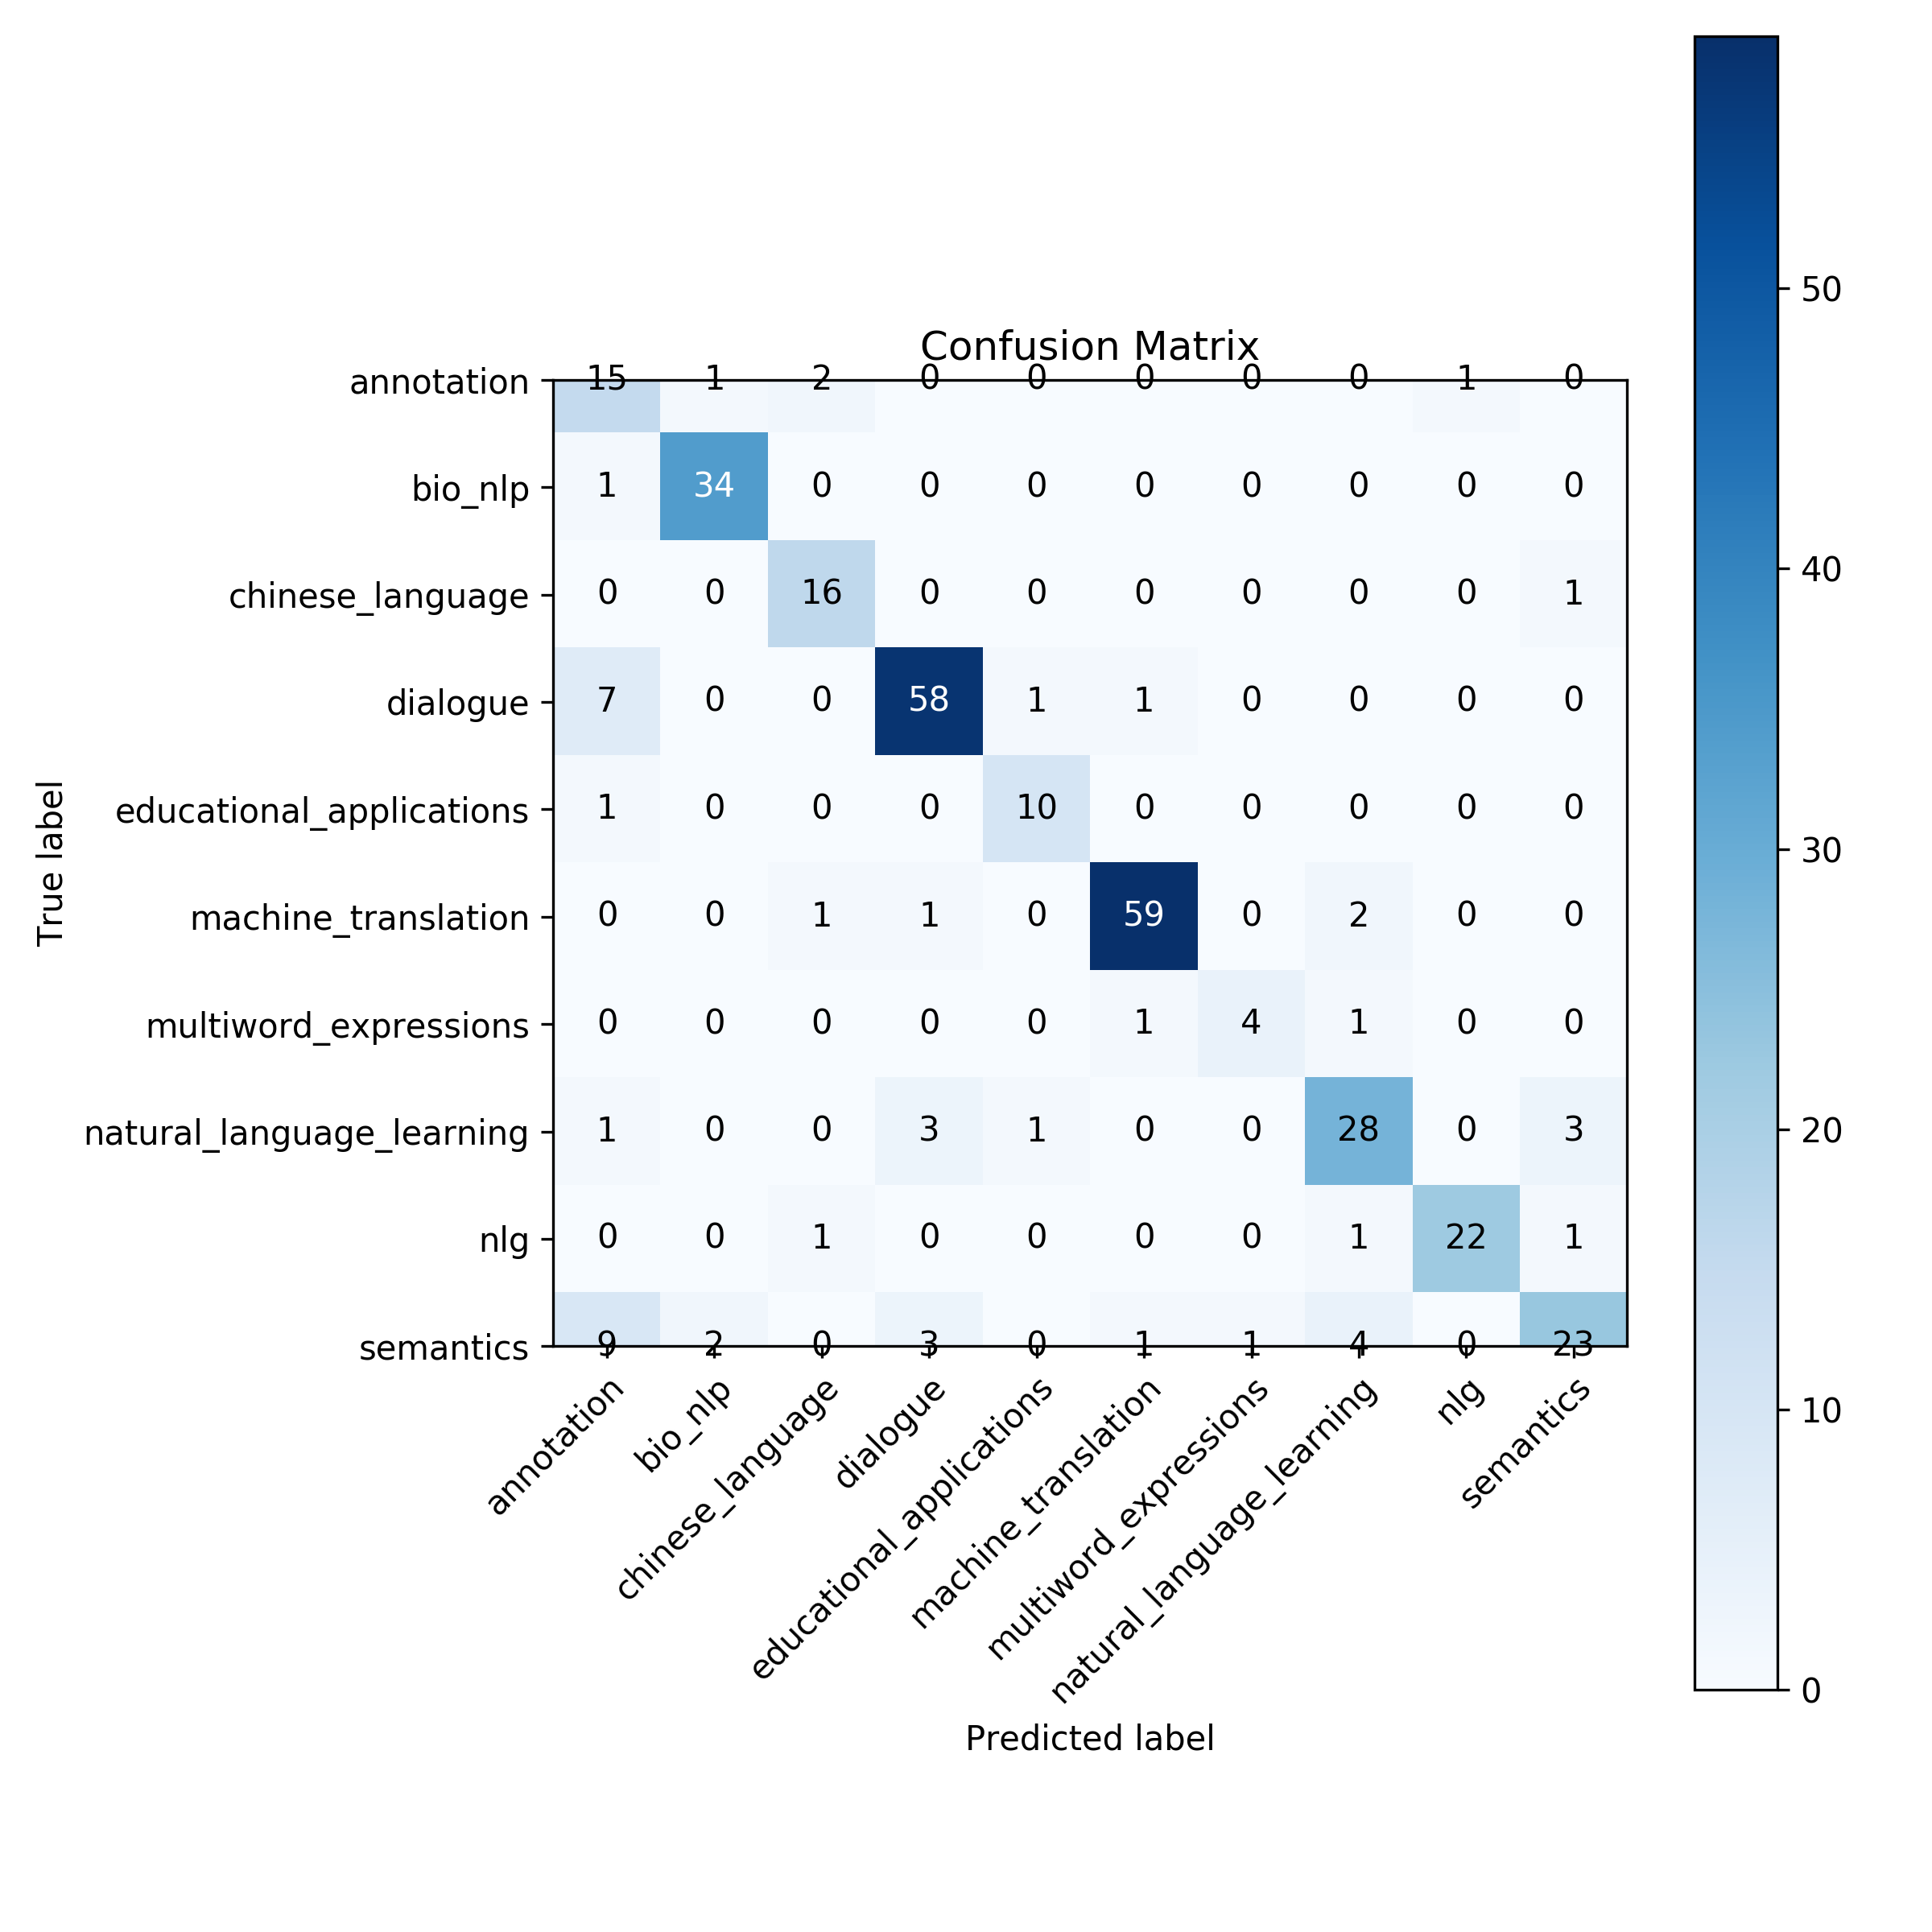 Confusion Matrix
annotation 15 1 2 0 0 0 0 0 1 0
bio_nlp 1 34 0 0 0 0 0 0 0 0
chinese_language 0 0 16 0 0 0 0 0 0 1
dialogue 7 0 0 58 1 1 0 0 0 0
educational_applications 1 0 0 0 10 0 0 0 0 0
machine_translation 0 0 1 1 0 59 0 2 0 0
multiword_expressions 0 0 0 0 0 1 4 1 0 0
natural_language_learning 1 0 0 3 1 0 0 28 0 3
nlg 0 0 1 0 0 0 0 1 22 1
semantics 9 2 0 3 0 1 1 4 0 23
True label
annotation
bio_nlp
chinese_language
dialogue
educational_applications
machine_translation
multiword_expressions
natural_language_learning
nlg
semantics
Predicted label
50
40
30
20
10
0